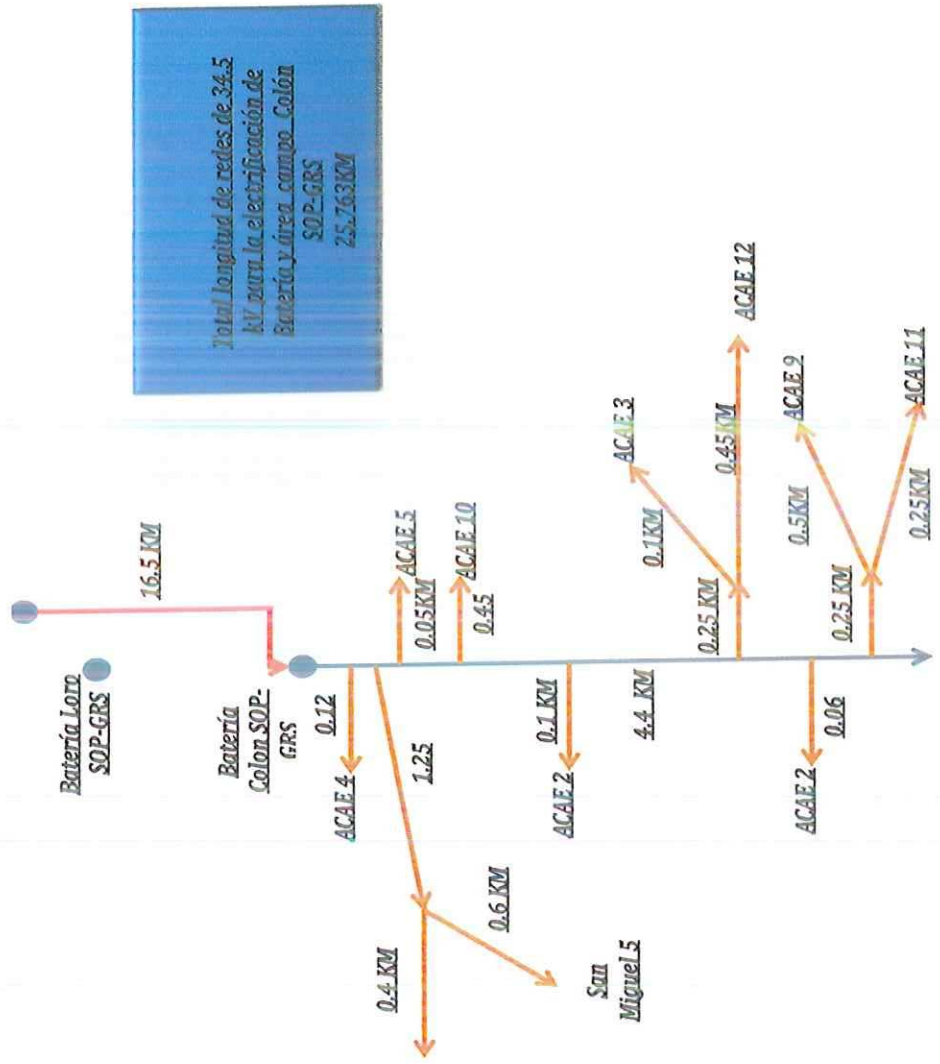 Total longitud de redes de 34.5
kV para la electrificación de
Batería y área campo Colón
SOP-GRS
25.763KM
Batería Loro
SOP-GRS
16.5 KM
Batería
Colon SOP-
GRS
0.12
ACAE 4
1.25
0.4 KM
0.6 KM
San
Miguel 5
ACAE 5
0.05KM
ACAE 10
0.45
0.1 KM
ACAE 2
4.4 KM
ACAE 3
0.1KM
0.25 KM
0.45KM
ACAE 12
0.06
ACAE 2
0.25 KM
0.5KM
ACAE 9
0.25KM
ACAE 11